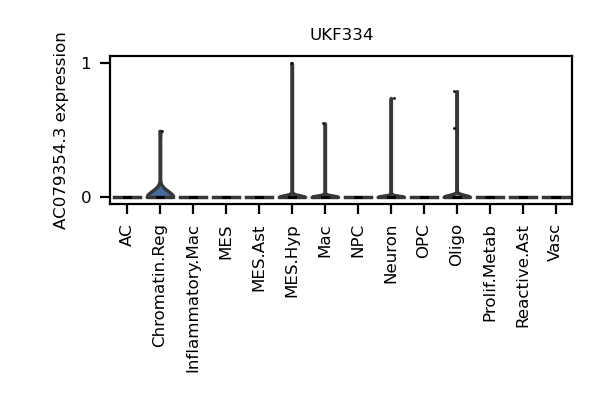 UKF334
AC079354.3 expression
1
0
AC
Chromatin.Reg
Inflammatory.Mac
MES
MES.Ast
MES.Hyp
Mac
NPC
Neuron
OPC
Oligo
Prolif.Metab
Reactive.Ast
Vasc